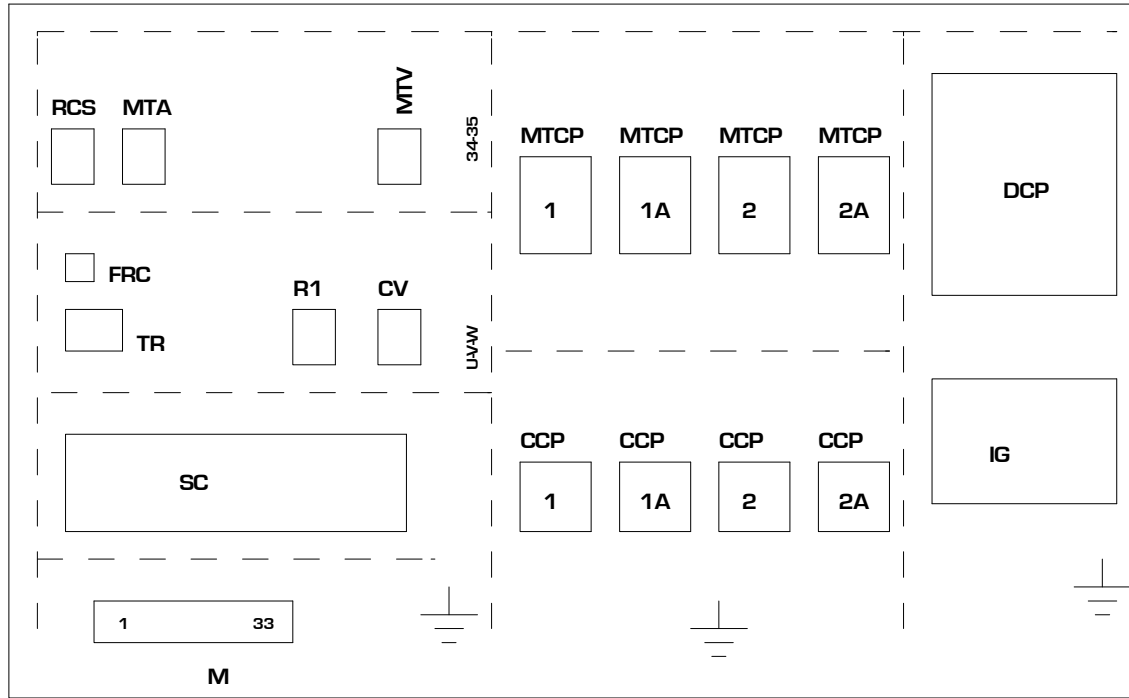 RCS MTA MTV
34-35
MTCP MTCP MTCP MTCP
1 1A 2 2A
DCP
FRC
TR
R1 CV
U-V-W
SC
CCP CCP CCP CCP
1 1A 2 2A
IG
1 33
M